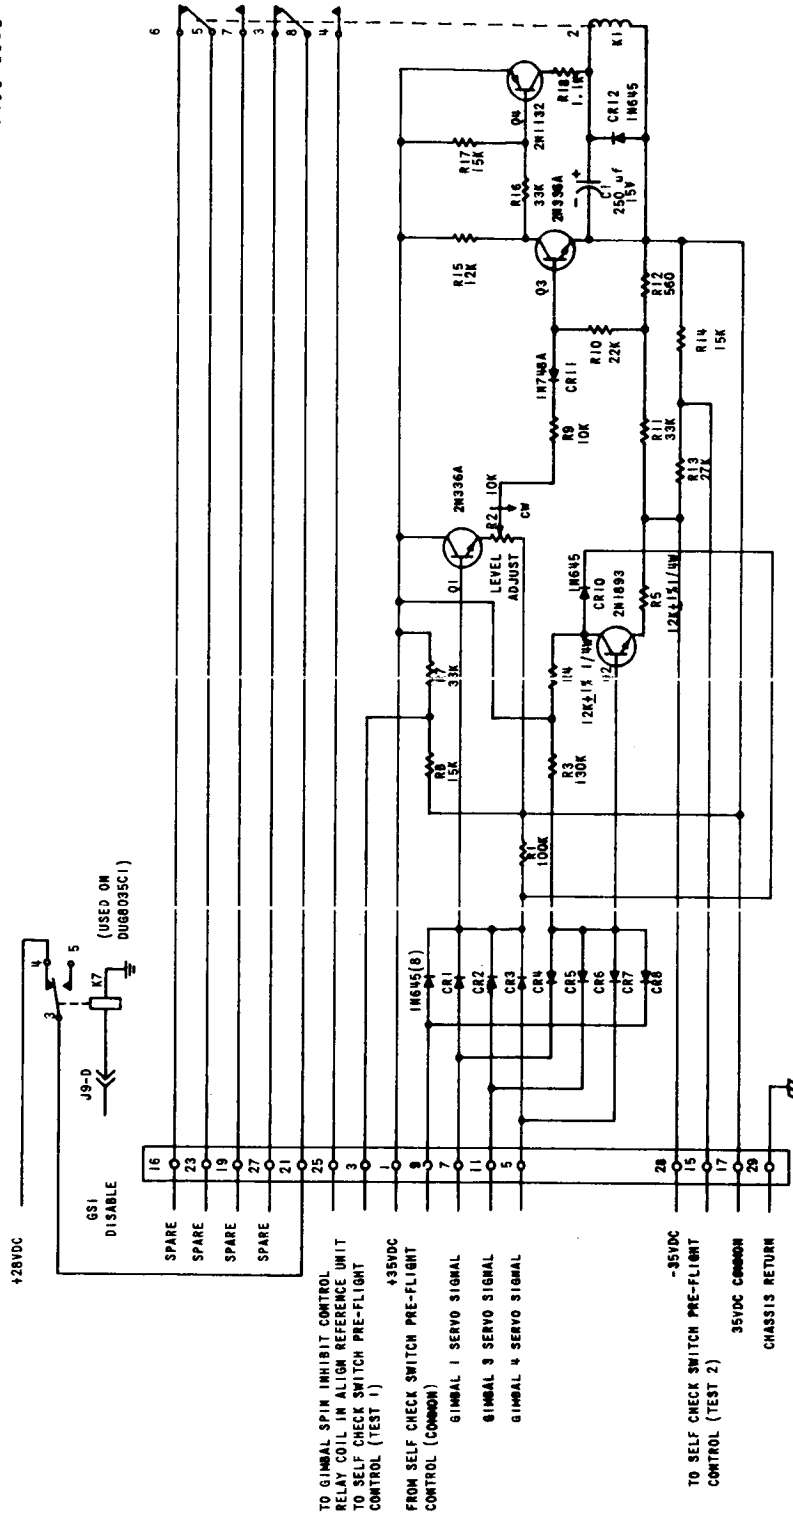 +28VDC
GSI
DISABLE
J9-D
3
4
5
K7
(USED ON
DUG8035C1)
6
5
7
3
8
4
SPARE
16
SPARE
23
SPARE
19
SPARE
27
21
25
TO GIMBAL SPIN INHIBIT CONTROL
RELAY COIL IN ALIGN REFERENCE UNIT
3
TO SELF CHECK SWITCH PRE-FLIGHT
CONTROL (TEST 1)
1
+35VDC
9
FROM SELF CHECK SWITCH PRE-FLIGHT
CONTROL (COMMON)
7
GIMBAL 1 SERVO SIGNAL
11
GIMBAL 3 SERVO SIGNAL
5
GIMBAL 4 SERVO SIGNAL
28
-35VDC
15
TO SELF CHECK SWITCH PRE-FLIGHT
CONTROL (TEST 2)
17
35VDC COMMON
29
CHASSIS RETURN
1N645(8)
CR1
CR2
CR3
CR4
CR5
CR6
CR7
CR8
R8
15K
33K
R1
100K
R3
130K
12K±1% 1/4W
Q1
2N336A
LEVEL
ADJUST
R2
10K
CW
1N645
CR10
2N1893
R5
12K±1% 1/4W
R9
10K
1N748A
CR11
R10
22K
R11
33K
R13
27K
R12
560
R14
15K
Q3
2N336A
R15
12K
R16
33K
R17
15K
Q4
2N1132
R18
1.1K
C1
250 uf
15V
- +
CR12
1N645
2
K1